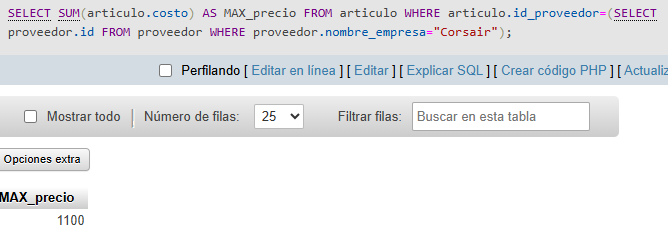 SELECT SUM(articulo.costo) AS MAX_precio FROM articulo WHERE articulo.id_proveedor=(SELECT
proveedor.id FROM proveedor WHERE proveedor.nombre_empresa="Corsair");
Perfilando [ Editar en línea ] [ Editar ] [ Explicar SQL ] [ Crear código PHP ] [
Mostrar todo | Número de filas: 25 Filtrar filas: Buscar en esta tabla
Opciones extra
MAX_precio
1100